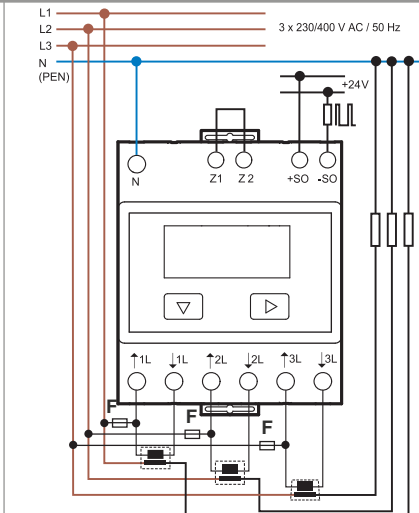 L1
L2
L3
N
(PEN)
3 x 230/400 V AC / 50 Hz
+24V
N
Z1
Z 2
+SO
-SO
↑1L
↓1L
↑2L
↓2L
↑3L
↓3L
F
F
F